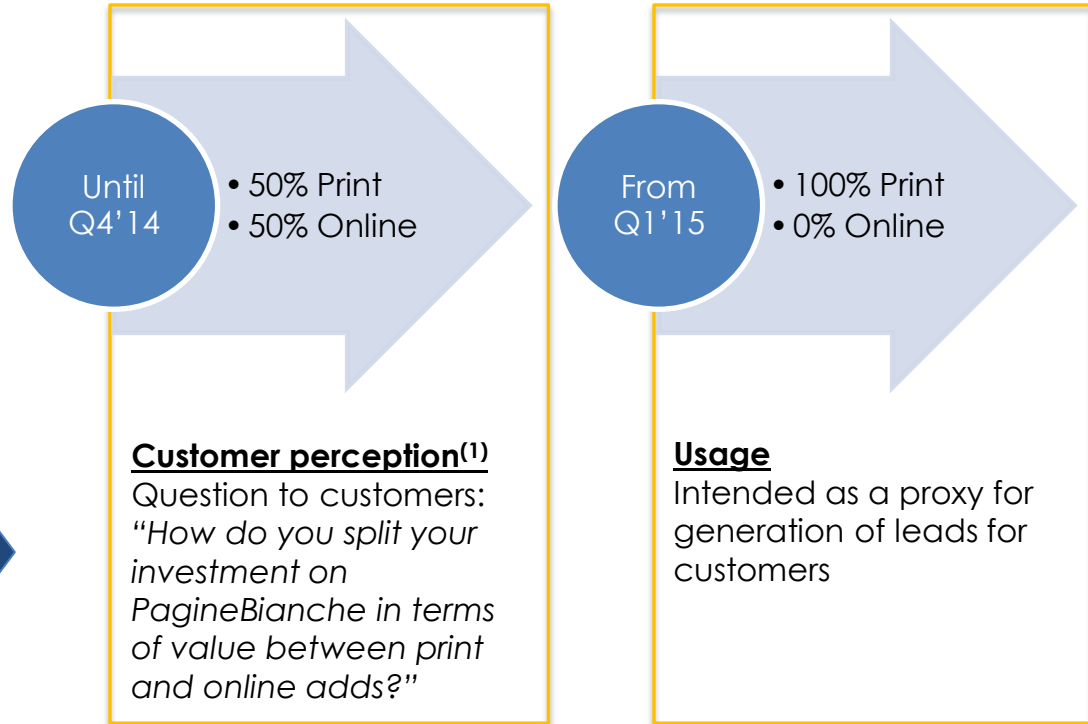 Until
Q4’14
• 50% Print
• 50% Online
Customer perception(1)
Question to customers:
“How do you split your
investment on
PagineBianche in terms
of value between print
and online adds?”
From
Q1’15
• 100% Print
• 0% Online
Usage
Intended as a proxy for
generation of leads for
customers